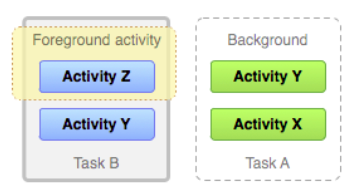 Foreground activity
Activity Z
Activity Y
Task B
Background
Activity Y
Activity X
Task A